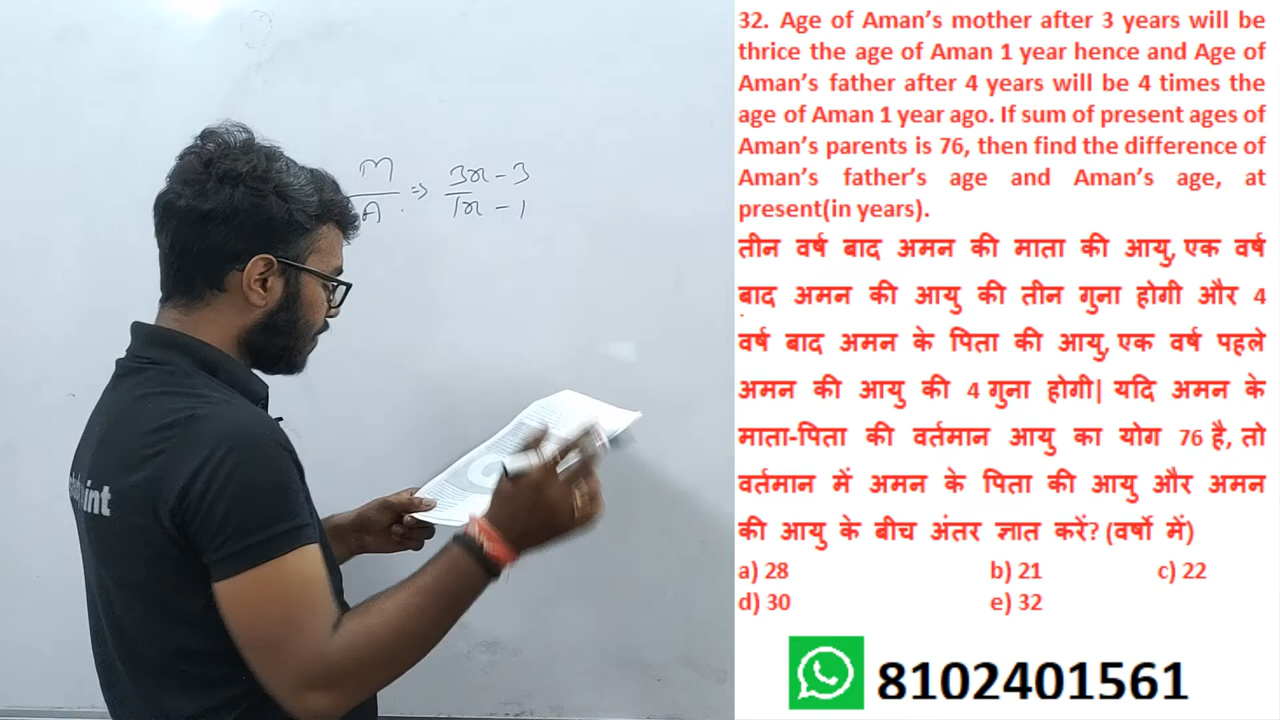 M
A
⇒ 3x - 3
1x - 1
int
32. Age of Aman's mother after 3 years will be
thrice the age of Aman 1 year hence and Age of
Aman's father after 4 years will be 4 times the
age of Aman 1 year ago. If sum of present ages of
Aman's parents is 76, then find the difference of
Aman's father's age and Aman's age, at
present(in years).
तीन वर्ष बाद अमन की माता की आयु, एक वर्ष
बाद अमन की आयु की तीन गुना होगी और 4
वर्ष बाद अमन के पिता की आयु, एक वर्ष पहले
अमन की आयु की 4 गुना होगी| यदि अमन के
माता-पिता की वर्तमान आयु का योग 76 है, तो
वर्तमान में अमन के पिता की आयु और अमन
की आयु के बीच अंतर ज्ञात करें? (वर्षो में)
a) 28 b) 21 c) 22
d) 30 e) 32
8102401561